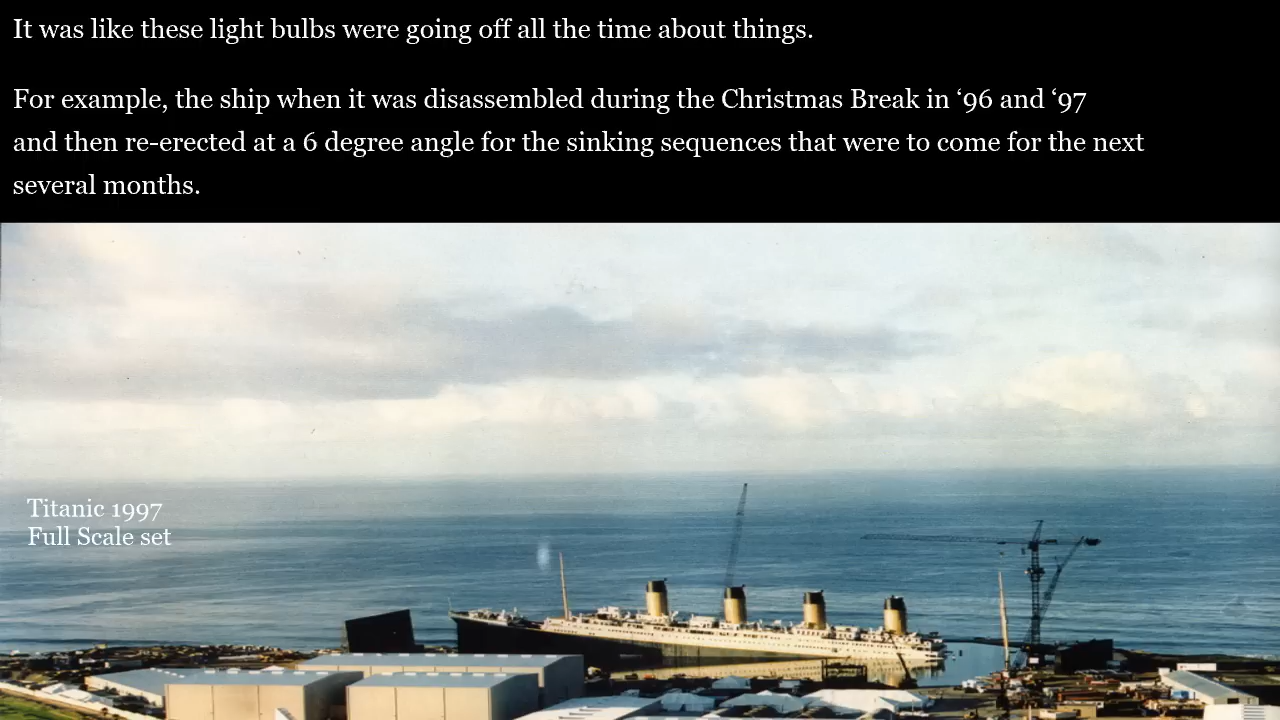 It was like these light bulbs were going off all the time about things.
For example, the ship when it was disassembled during the Christmas Break in ‘96 and ‘97
and then re-erected at a 6 degree angle for the sinking sequences that were to come for the next
several months.
Titanic 1997
Full Scale set